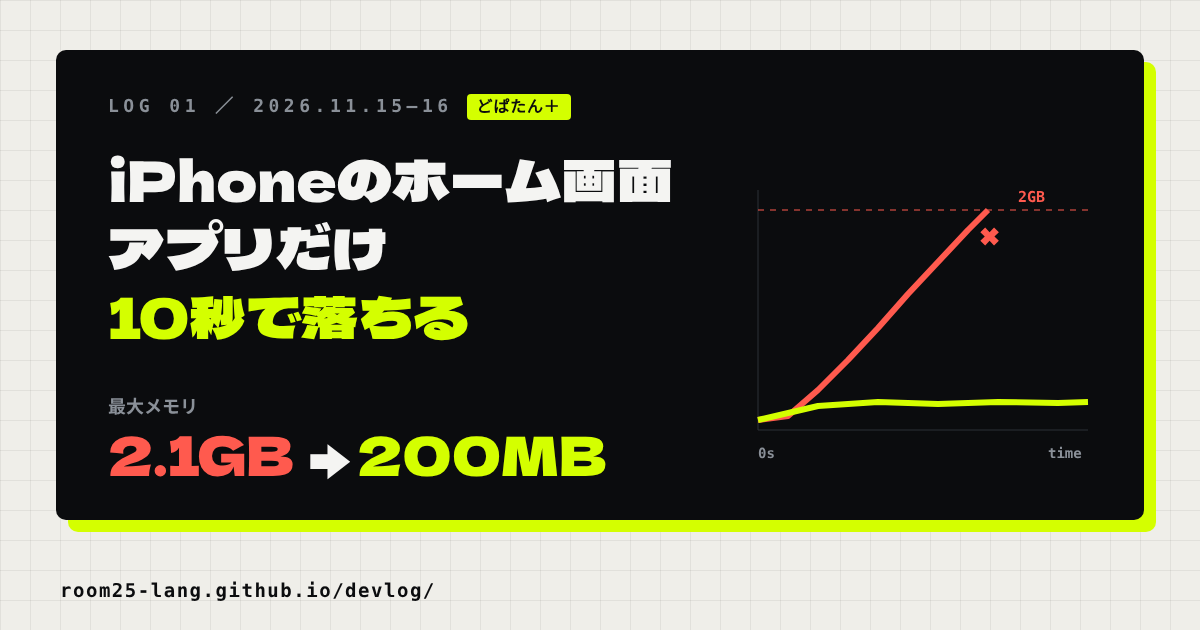 LOG 01 ／ 2026.11.15—16 どぱたん＋
iPhoneのホーム画面
アプリだけ
10秒で落ちる
最大メモリ
2.1GB ➡ 200MB
2GB
✖
0s time
room25-lang.github.io/devlog/